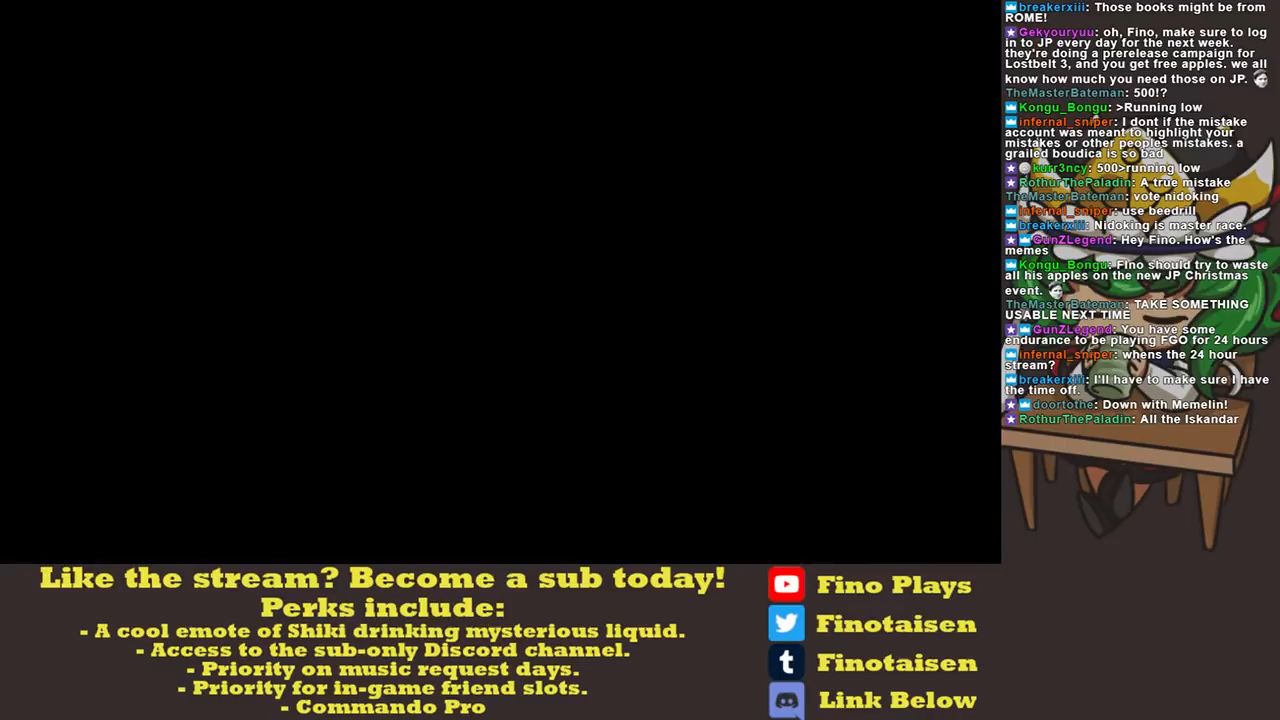 breakerxiii: Those books might be from
ROME!
Gekyouryuu: oh, Fino, make sure to log
in to JP every day for the next week.
they're doing a prerelease campaign for
Lostbelt 3, and you get free apples. we all
know how much you need those on JP.
TheMasterBateman: 500!?
Kongu_Bongu: >Running low
infernal_sniper: I dont if the mistake
account was meant to highlight your
mistakes or other peoples mistakes. a
grailed boudica is so bad
kurr3ncy: 500>running low
RothurThePaladin: A true mistake
TheMasterBateman: vote nidoking
infernal_sniper: use beedrill
breakerxiii: Nidoking is master race.
GunZLegend: Hey Fino. How's the
memes
Kongu_Bongu: FIno should try to waste
all his apples on the new JP Christmas
event.
TheMasterBateman: TAKE SOMETHING
USABLE NEXT TIME
GunZLegend: You have some
endurance to be playing FGO for 24 hours
infernal_sniper: whens the 24 hour
stream?
breakerxiii: I'll have to make sure I have
the time off.
doortothe: Down with Memelin!
RothurThePaladin: All the Iskandar
Like the stream? Become a sub today!
Perks include:
- A cool emote of Shiki drinking mysterious liquid.
- Access to the sub-only Discord channel.
- Priority on music request days.
- Priority for in-game friend slots.
- Commando Pro
Fino Plays
Finotaisen
Finotaisen
Link Below